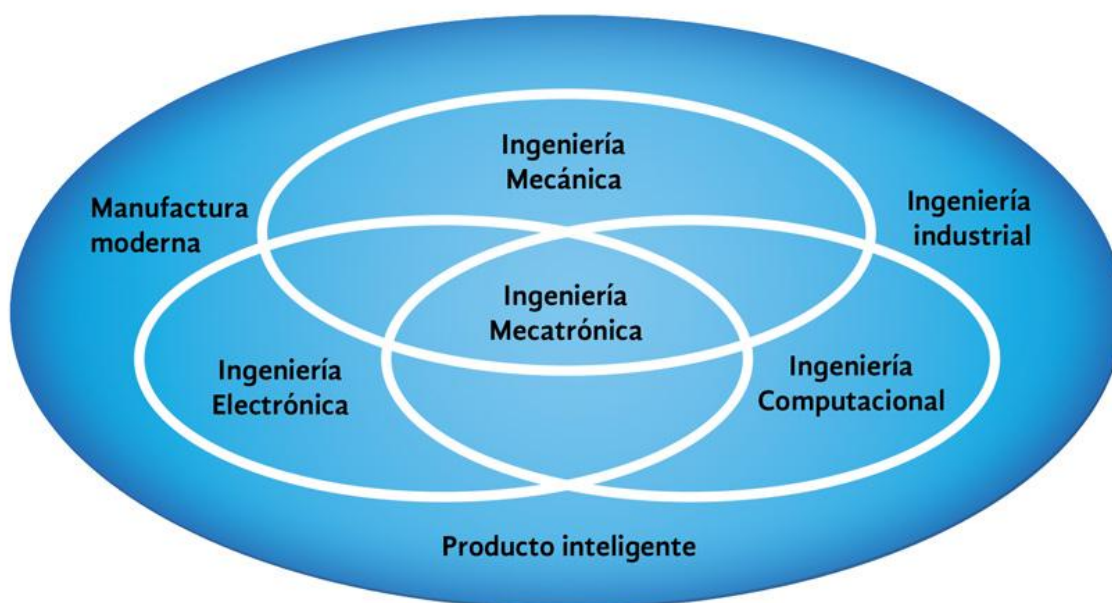 Ingeniería
Mecánica
Manufactura
moderna
Ingeniería
industrial
Ingeniería
Mecatrónica
Ingeniería
Electrónica
Ingeniería
Computacional
Producto inteligente